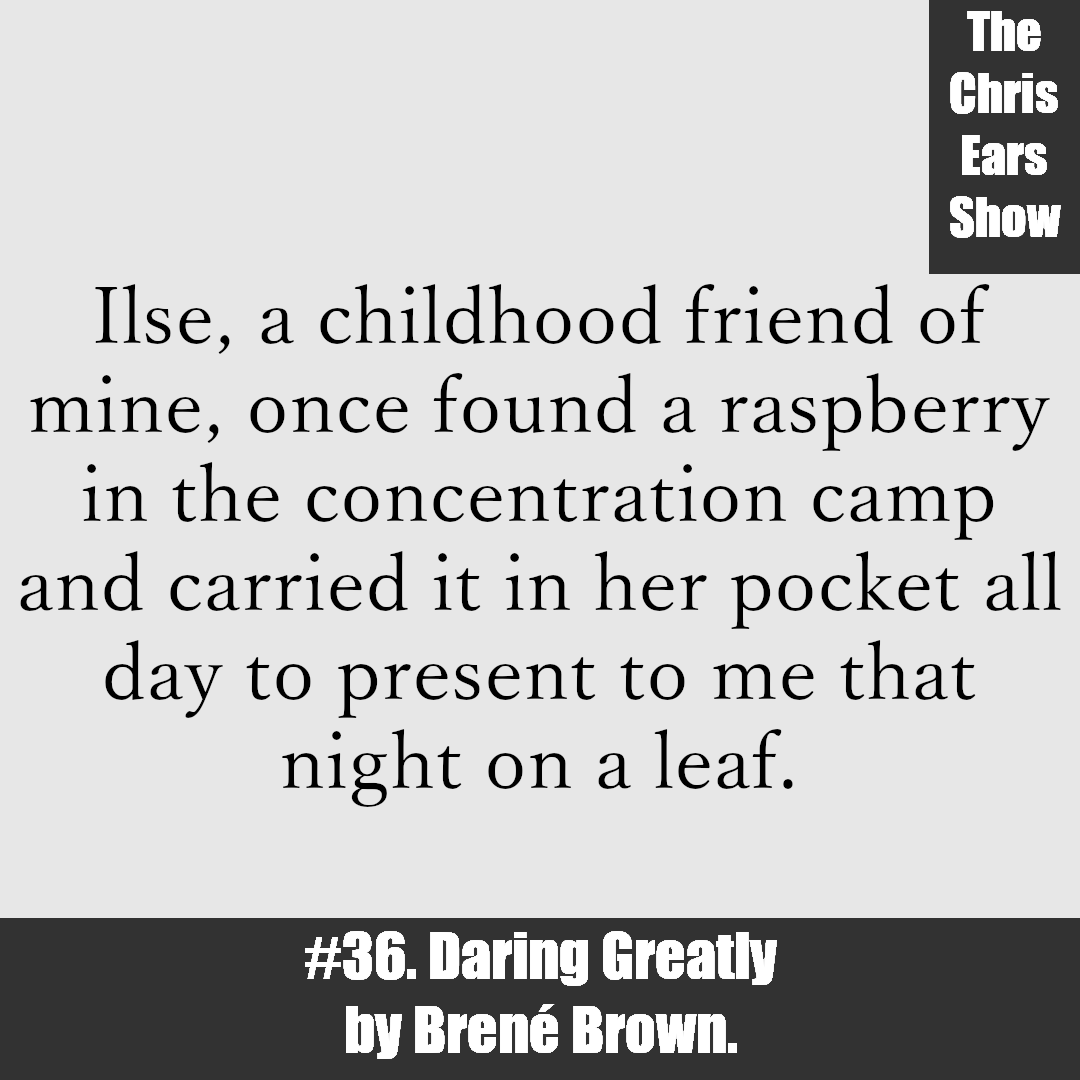 The
Chris
Ears
Show
Ilse, a childhood friend of
mine, once found a raspberry
in the concentration camp
and carried it in her pocket all
day to present to me that
night on a leaf.
#36. Daring Greatly
by Brené Brown.